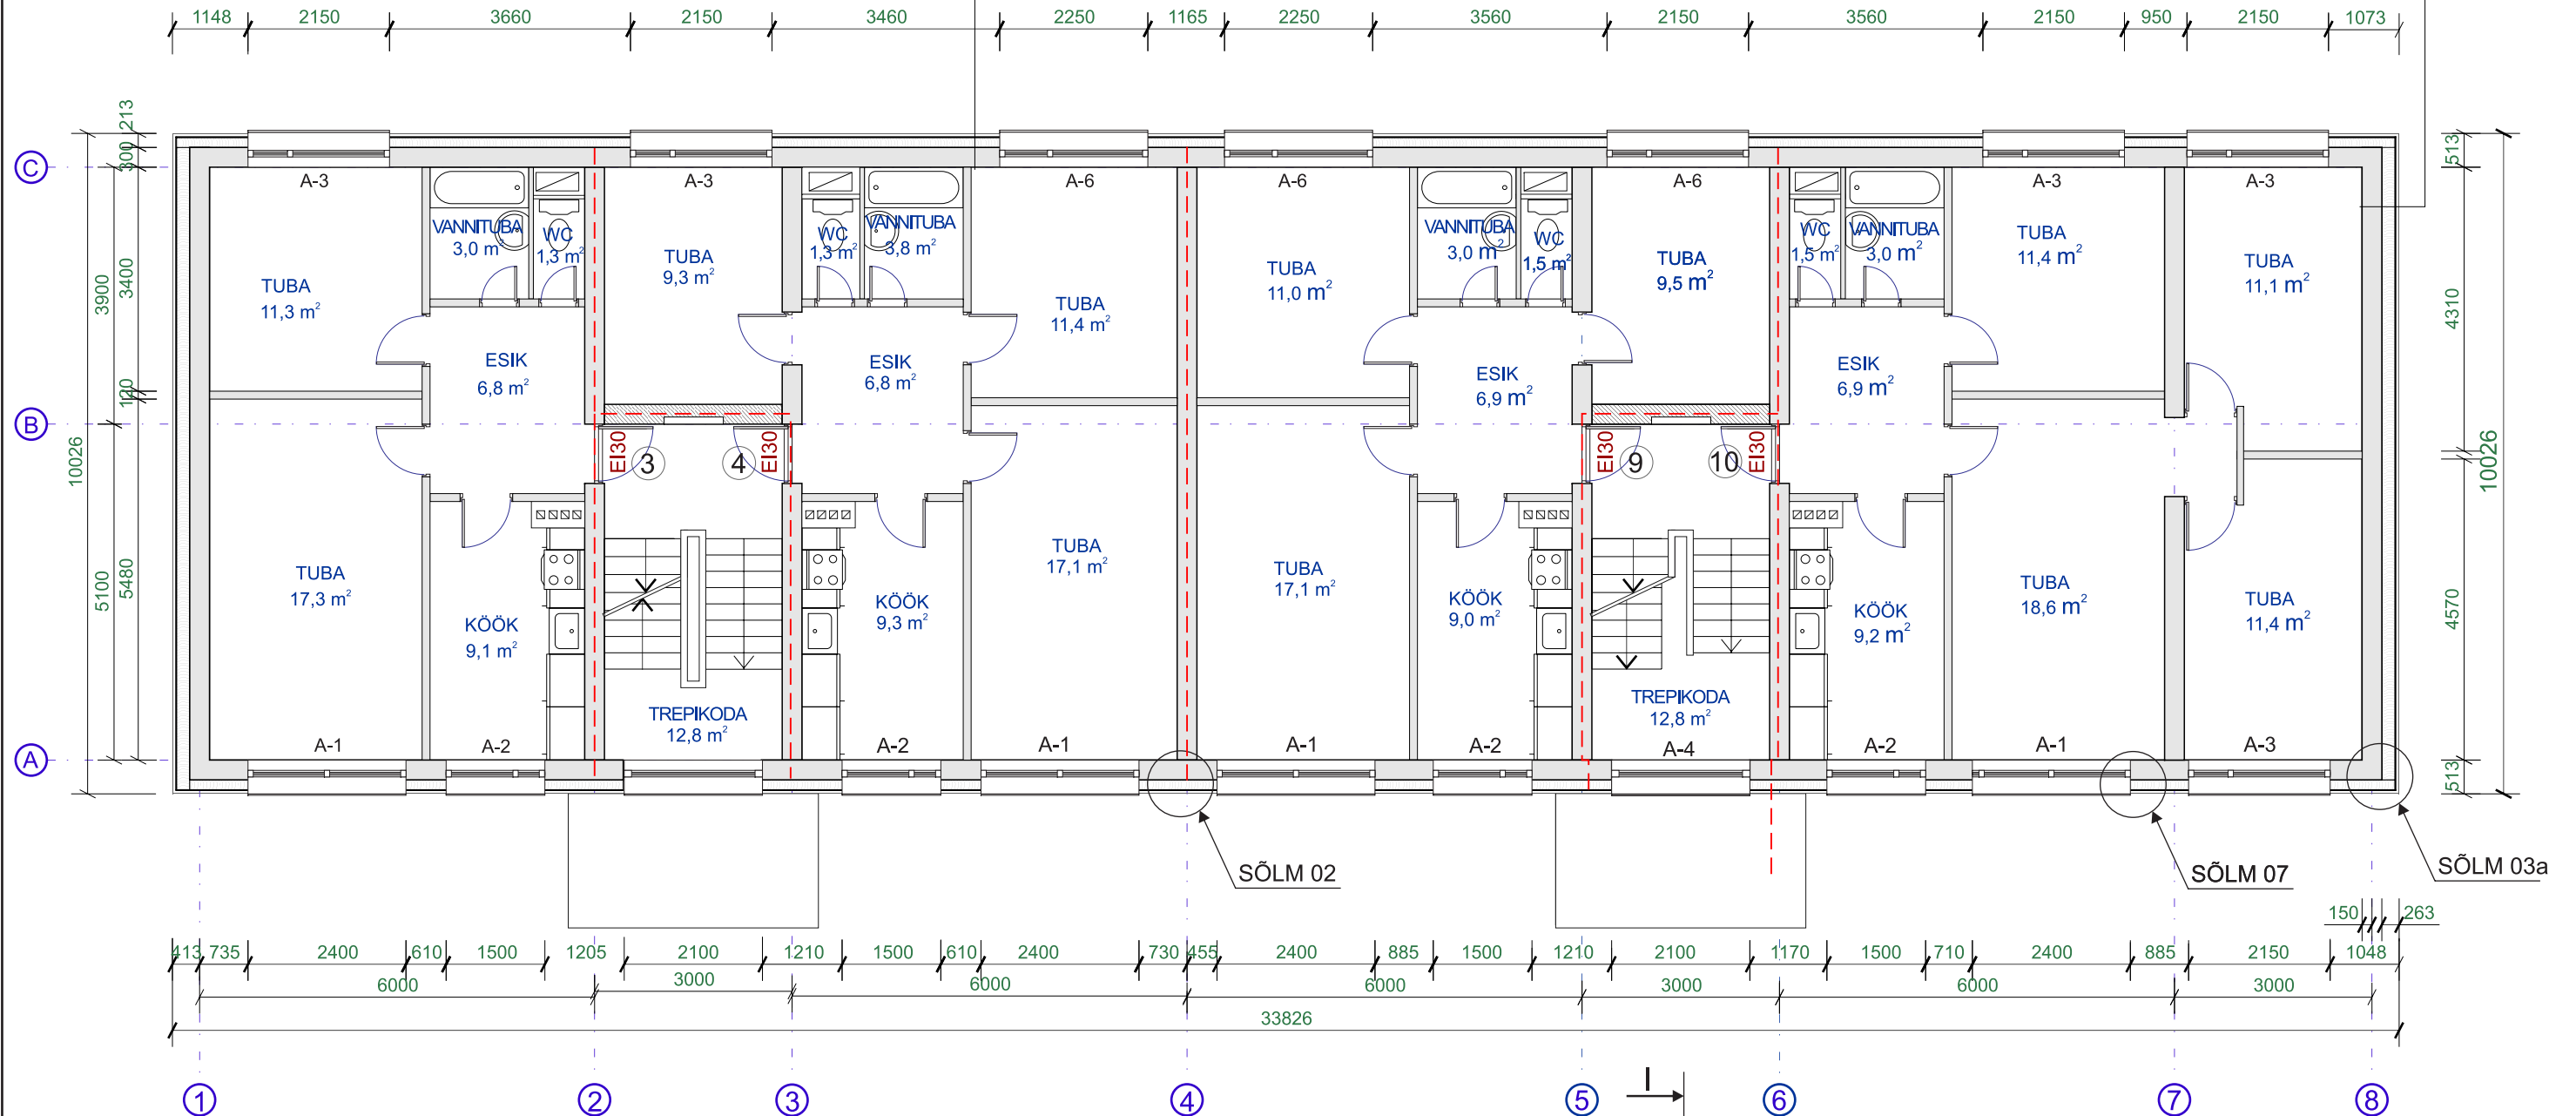 1148 2150 3660 2150 3460 2250 1165 2250 3560 2150 3560 2150 950 2150 1073
213
300
3400
3900
120
5480
5100
10026
C
B
A
A-3
A-3
A-6
A-6
A-6
A-3
A-3
TUBA
11,3 m²
VANNITUBA
3,0 m²
WC
1,3 m²
TUBA
9,3 m²
WC
1,3 m²
VANNITUBA
3,8 m²
TUBA
11,4 m²
TUBA
11,0 m²
VANNITUBA
3,0 m²
WC
1,5 m²
TUBA
9,5 m²
WC
1,5 m²
VANNITUBA
3,0 m²
TUBA
11,4 m²
TUBA
11,1 m²
ESIK
6,8 m²
ESIK
6,8 m²
ESIK
6,9 m²
ESIK
6,9 m²
EI30
3
4
EI30
EI30
9
10
EI30
TUBA
17,3 m²
KÖÖK
9,1 m²
TREPIKODA
12,8 m²
KÖÖK
9,3 m²
TUBA
17,1 m²
TUBA
17,1 m²
KÖÖK
9,0 m²
TREPIKODA
12,8 m²
KÖÖK
9,2 m²
TUBA
18,6 m²
TUBA
11,4 m²
A-1
A-2
A-2
A-1
A-1
A-2
A-4
A-2
A-1
A-3
513
4310
4570
513
10026
SÕLM 02
SÕLM 07
SÕLM 03a
150 263
413 735 2400 610 1500 1205 2100 1210 1500 610 2400 730 455 2400 885 1500 1210 2100 1170 1500 710 2400 885 2150 1048
6000 3000 6000 6000 3000 6000 3000
33826
I
1 2 3 4 5 6 7 8